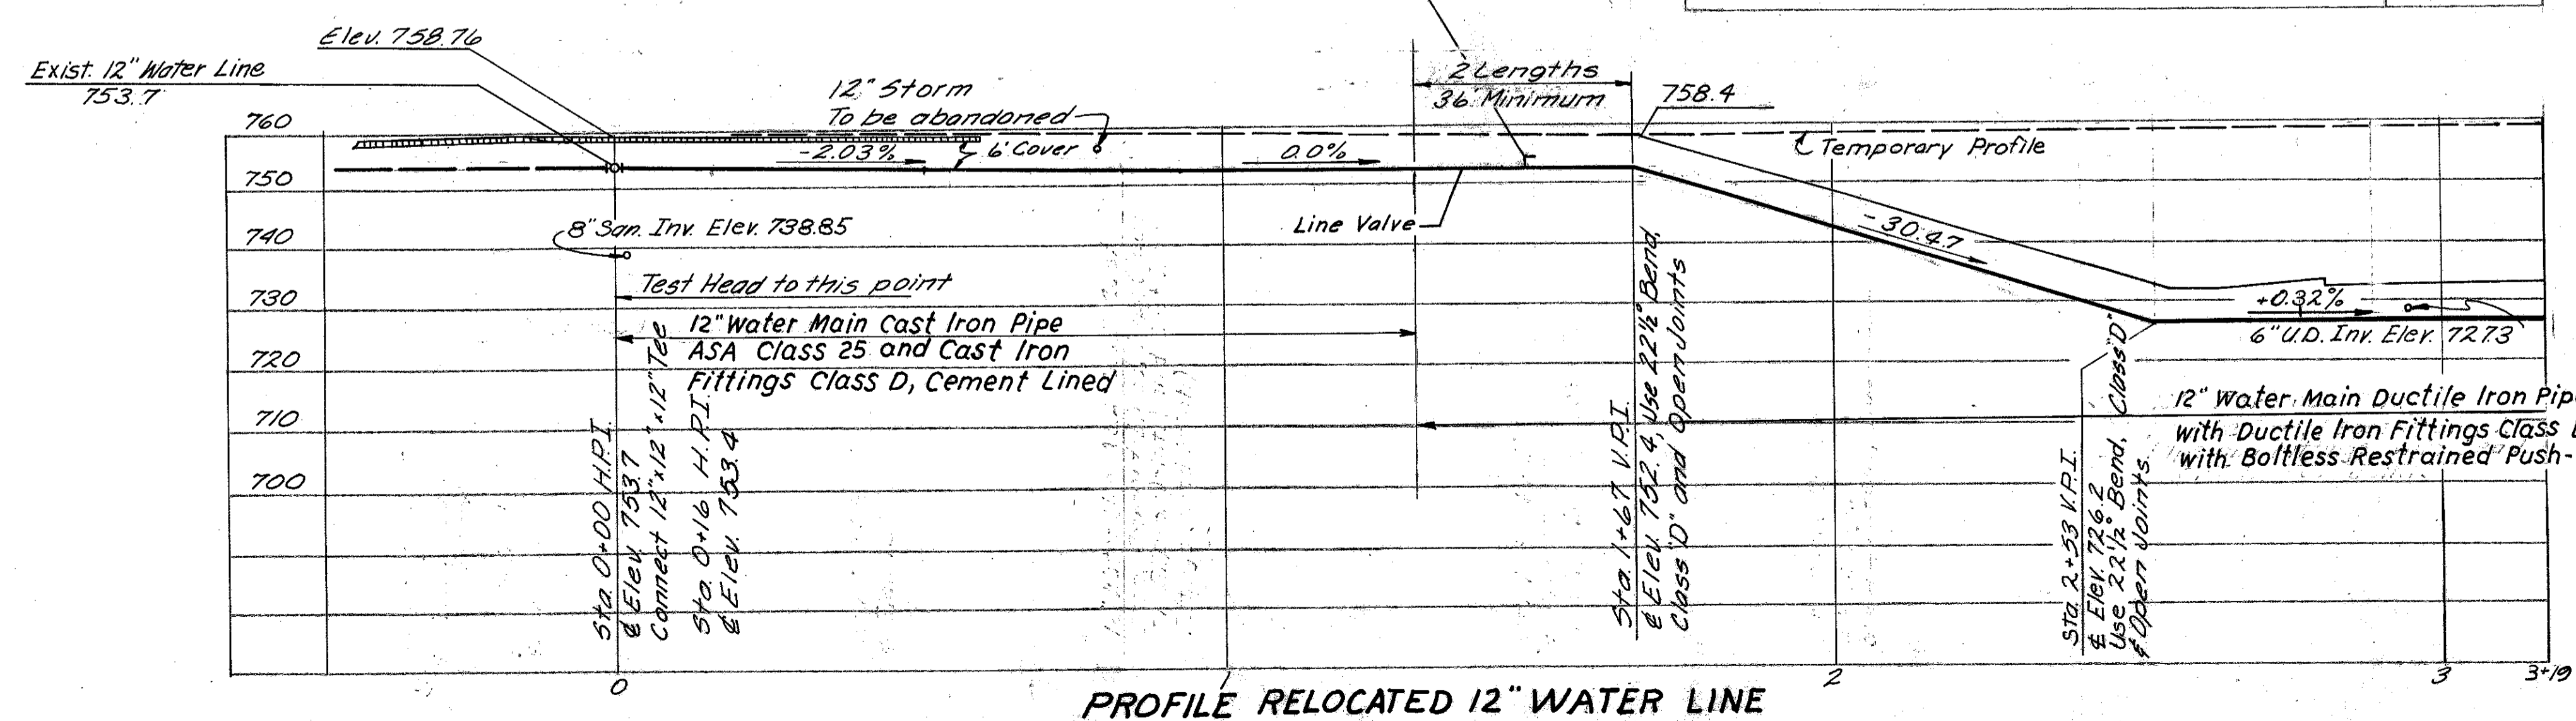 Elev. 758.76
Exist. 12" Water Line
753.7
12" Storm
To be abandoned
2 Lengths
36' Minimum
758.4
760
750
740
730
720
710
700
-2.03%
6' Cover
0.0%
Temporary Profile
8" San. Inv. Elev. 738.85
Line Valve
-30.47
Test Head to this point
12" Water Main Cast Iron Pipe
ASA Class 25 and Cast Iron
Fittings Class D, Cement Lined
+0.32%
6" U.D. Inv. Elev. 727.3
12" Water Main Ductile Iron Pip
with Ductile Iron Fittings Class
with Boltless Restrained Push-
Sta. 0+00 H.P.I.
℄ Elev. 753.7
Connect 12"x12"x12" Tee
Sta. 0+16 H.P.I.
℄ Elev. 753.4
Sta. 1+67 V.P.I.
℄ Elev. 752.4, Use 22½° Bend,
Class "D" and Open Joints
Sta. 2+53 V.P.I.
℄ Elev. 726.2
Use 22½° Bend, Class "D"
& Open Joints.
0
1
2
3
3+19
PROFILE RELOCATED 12" WATER LINE